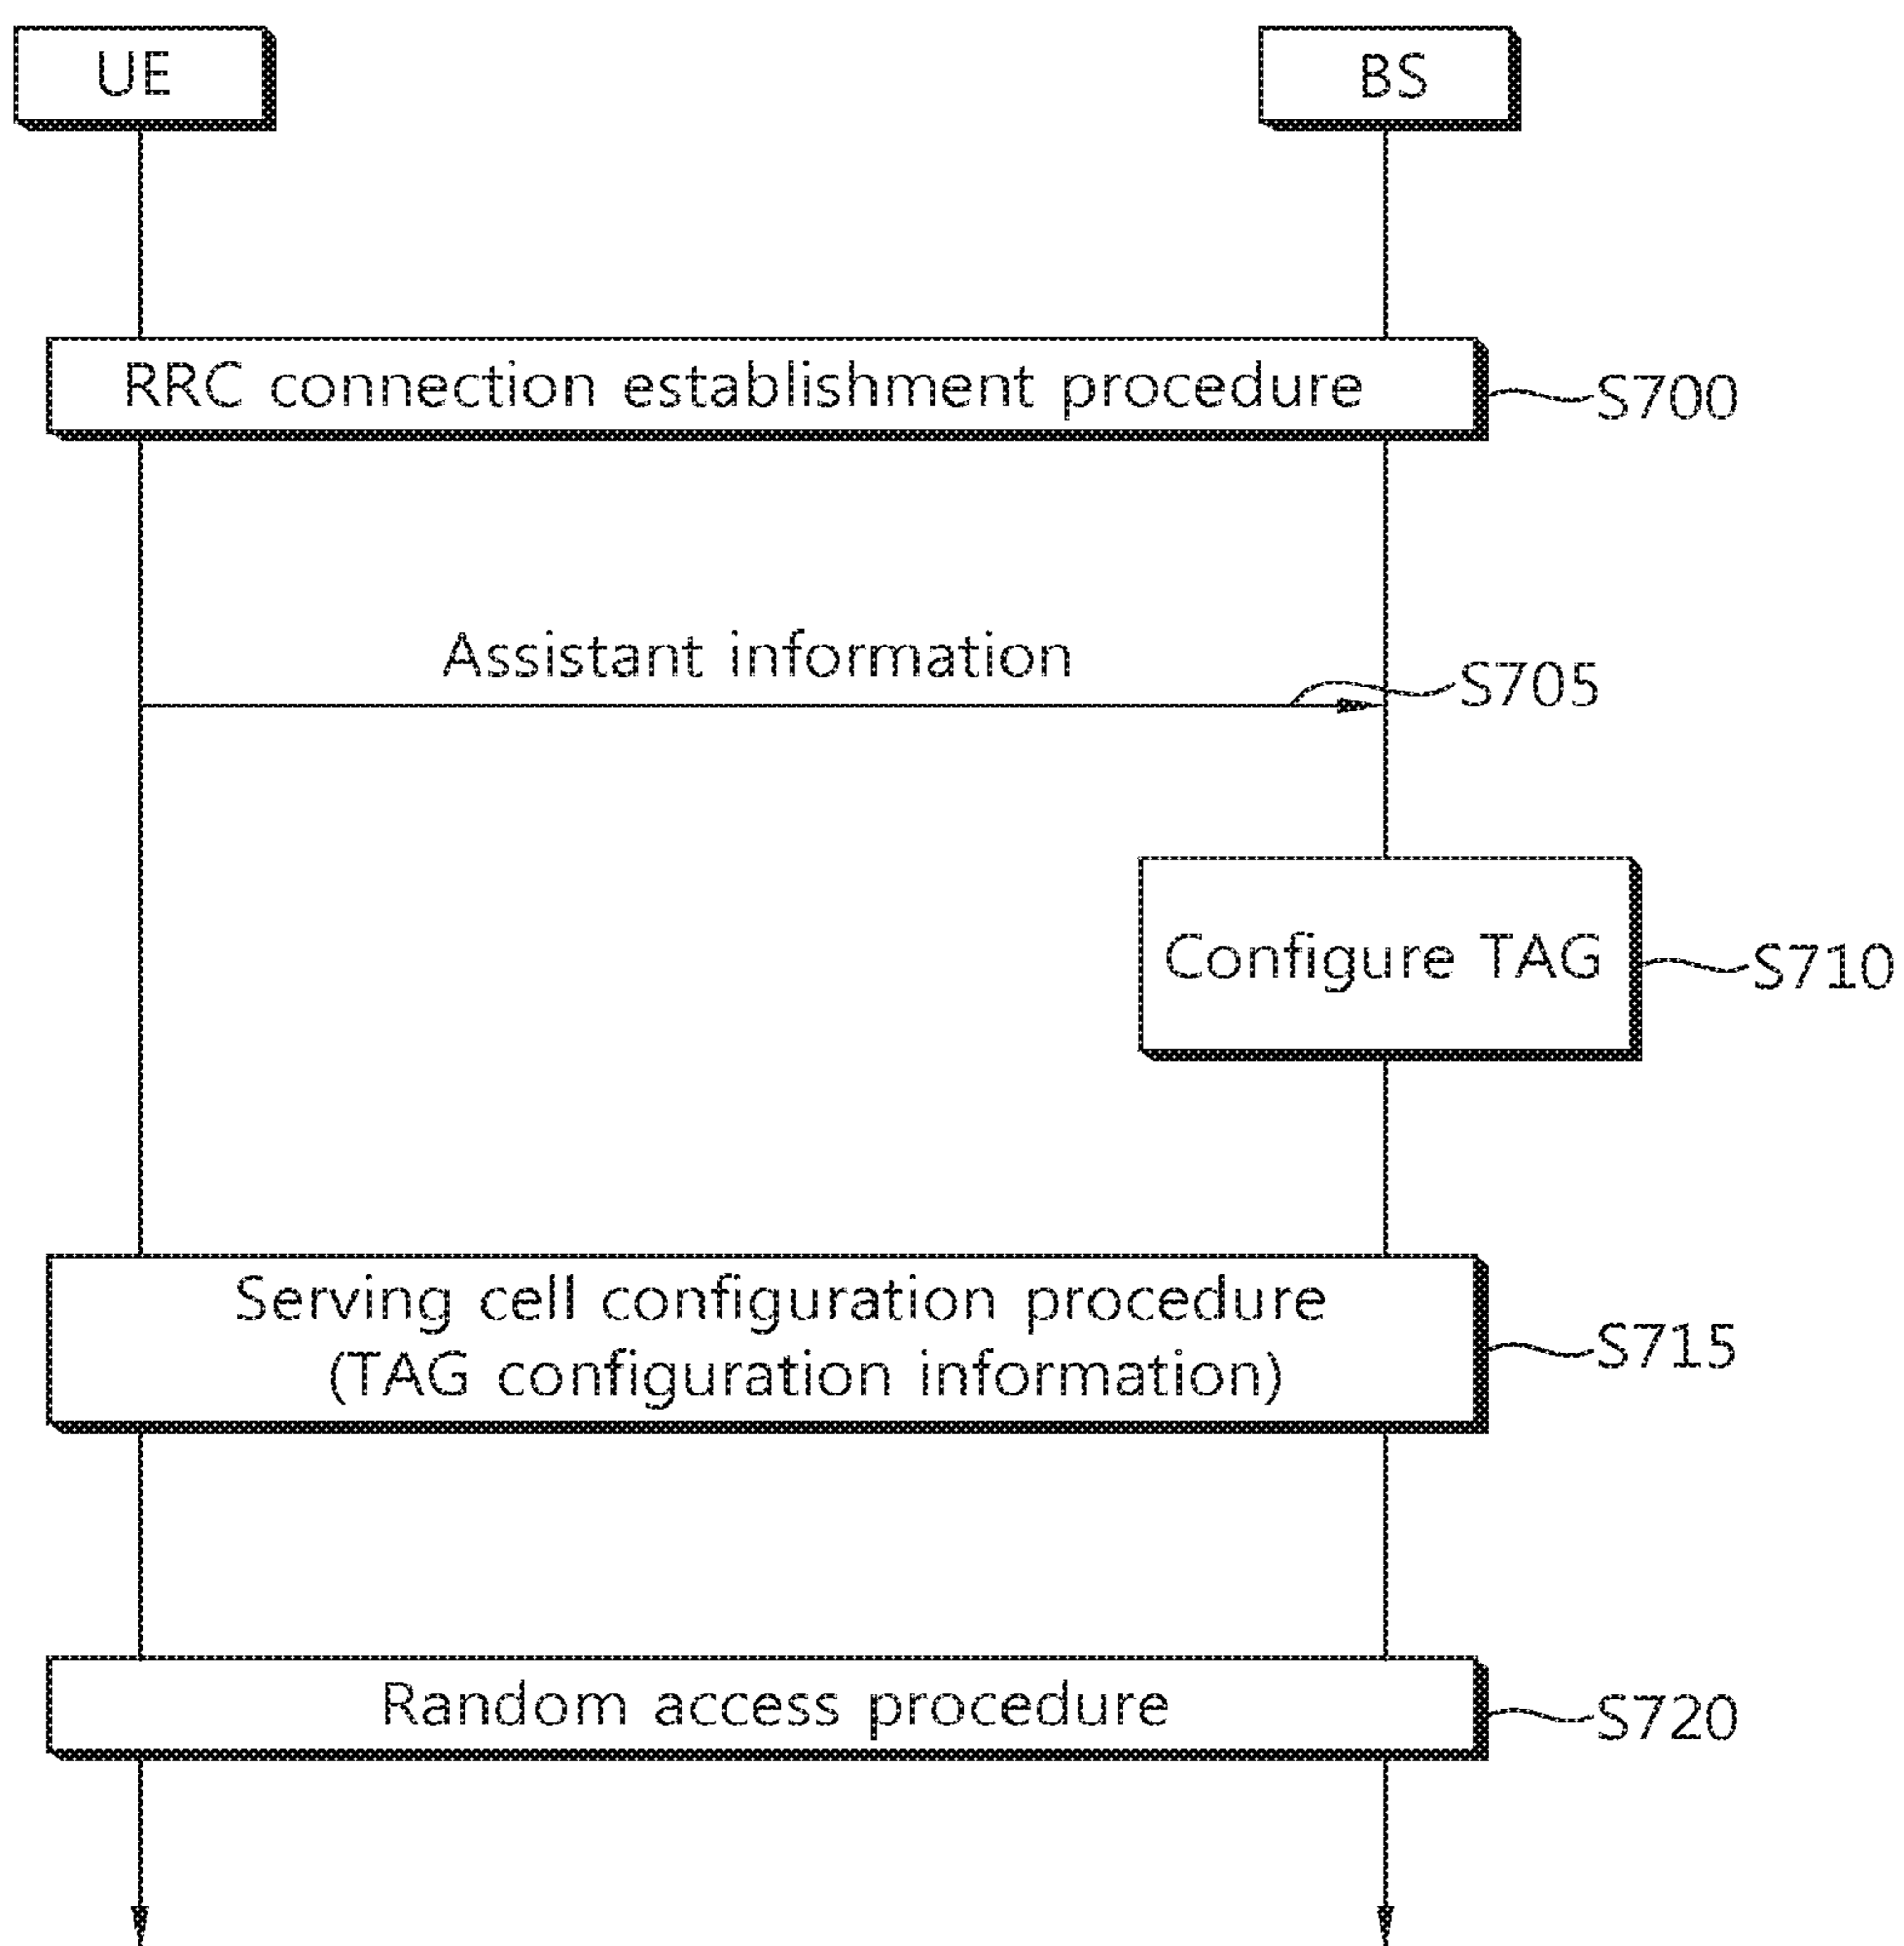 UE
BS
RRC connection establishment procedure
S700
Assistant information
S705
Configure TAG
S710
Serving cell configuration procedure
(TAG configuration information)
S715
Random access procedure
S720